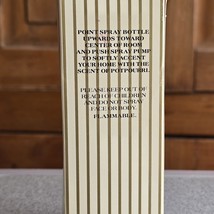 POINT SPRAY BOTTLE
UPWARDS TOWARD
CENTER OF ROOM
AND PUSH SPRAY PUMP
TO SOFTLY ACCENT
YOUR HOME WITH THE
SCENT OF POTPOURRI.
PLEASE KEEP OUT OF
REACH OF CHILDREN
AND DO NOT SPRAY
FACE OR BODY.
FLAMMABLE.